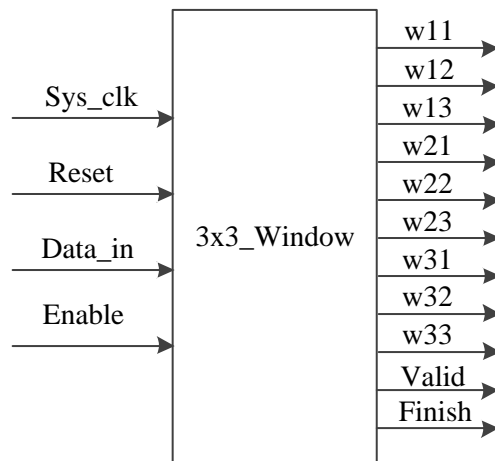 Sys_clk
Reset
Data_in
Enable
3x3_Window
w11
w12
w13
w21
w22
w23
w31
w32
w33
Valid
Finish